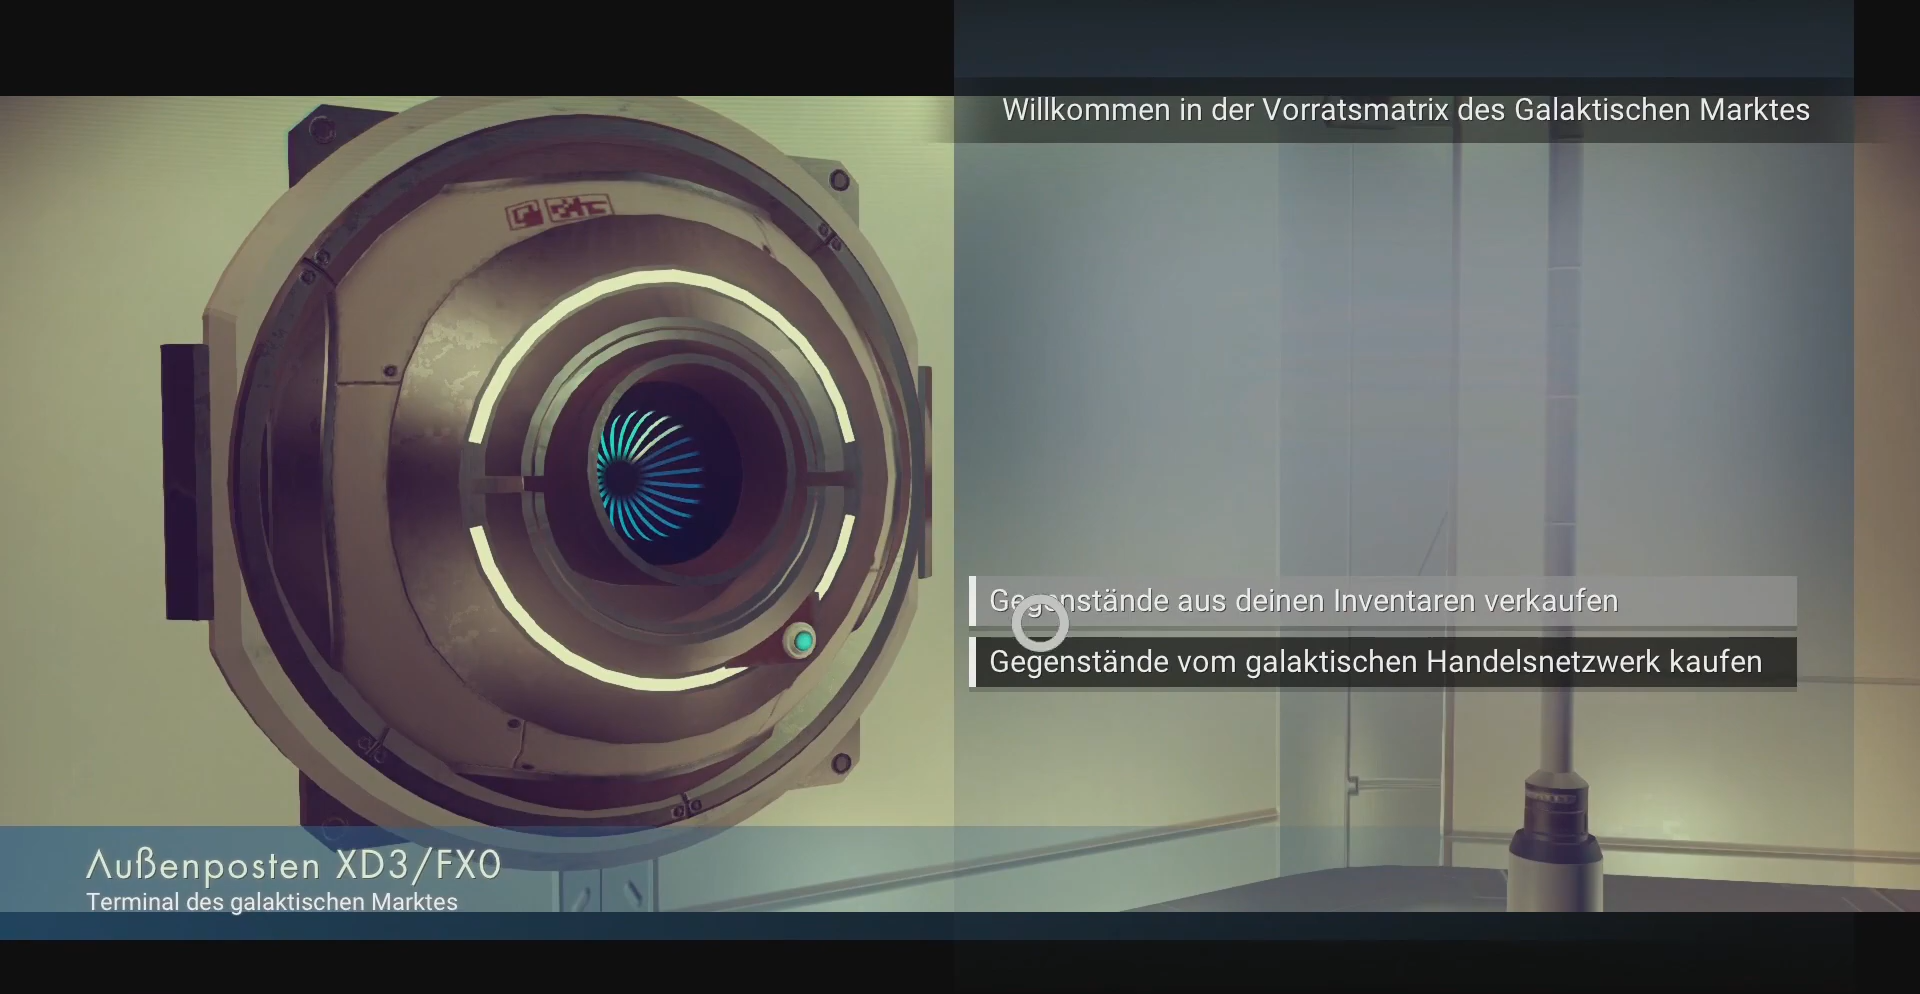 Willkommen in der Vorratsmatrix des Galaktischen Marktes
Gegenstände aus deinen Inventaren verkaufen
Gegenstände vom galaktischen Handelsnetzwerk kaufen
Außenposten XD3/FX0
Terminal des galaktischen Marktes